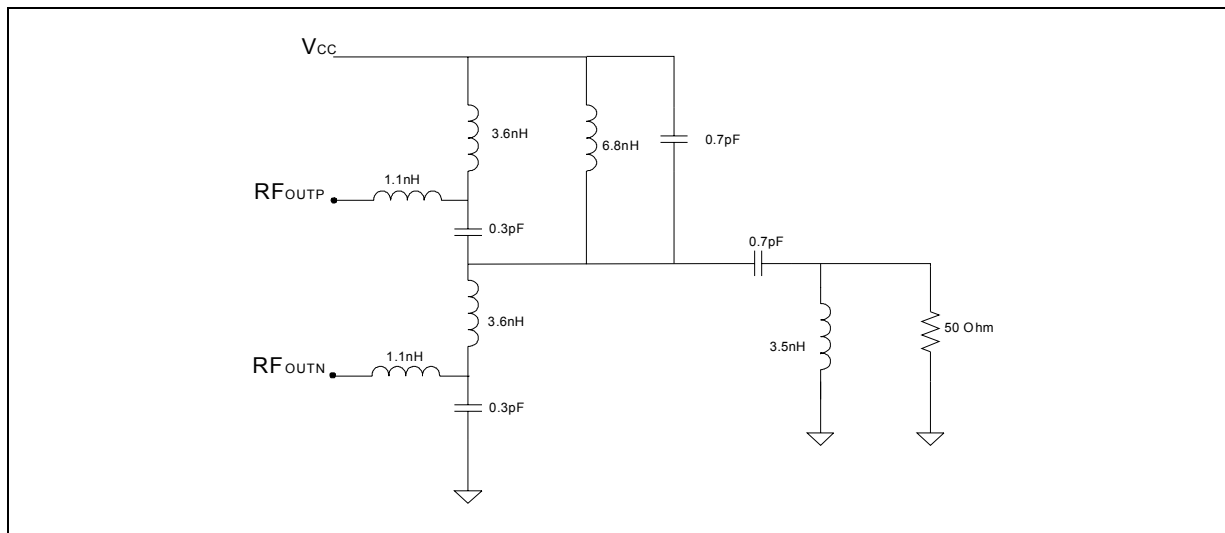 VCC
3.6nH
6.8nH
0.7pF
1.1nH
RFOUTP
0.3pF
0.7pF
3.6nH
3.5nH
50 Ohm
1.1nH
RFOUTN
0.3pF